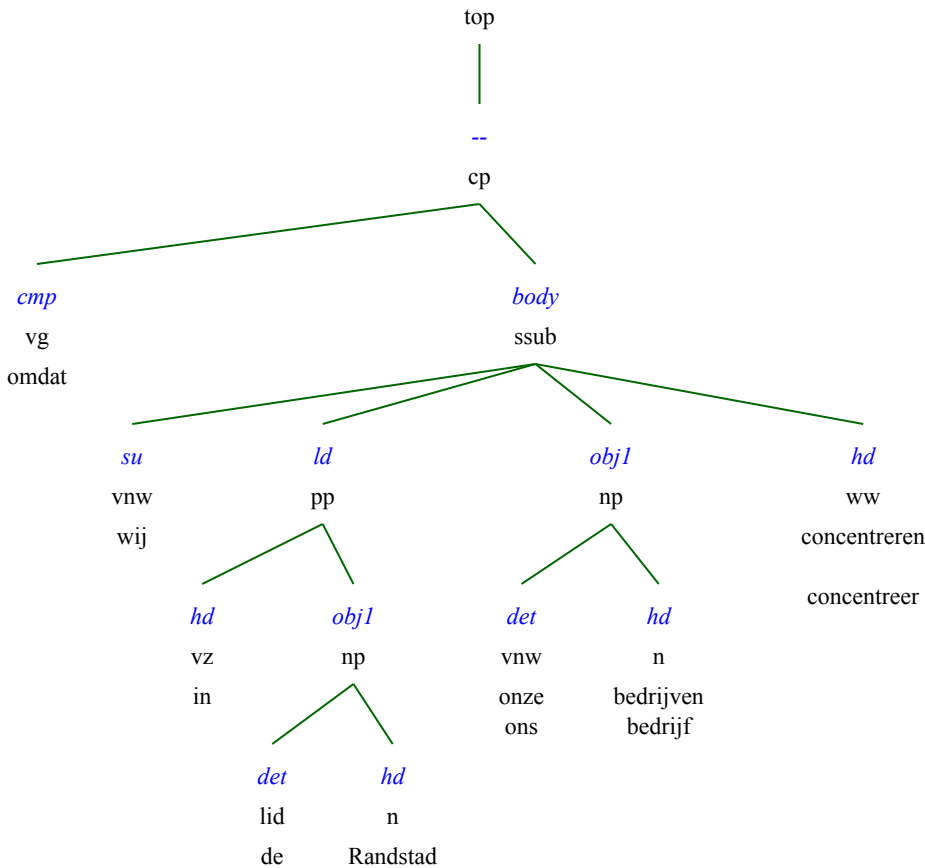 top
--
cp
cmp body
vg ssub
omdat
su ld obj1 hd
vnw pp np ww
wij concentreren
concentreer
hd obj1 det hd
vz np vnw n
in onze bedrijven
ons bedrijf
det hd
lid n
de Randstad